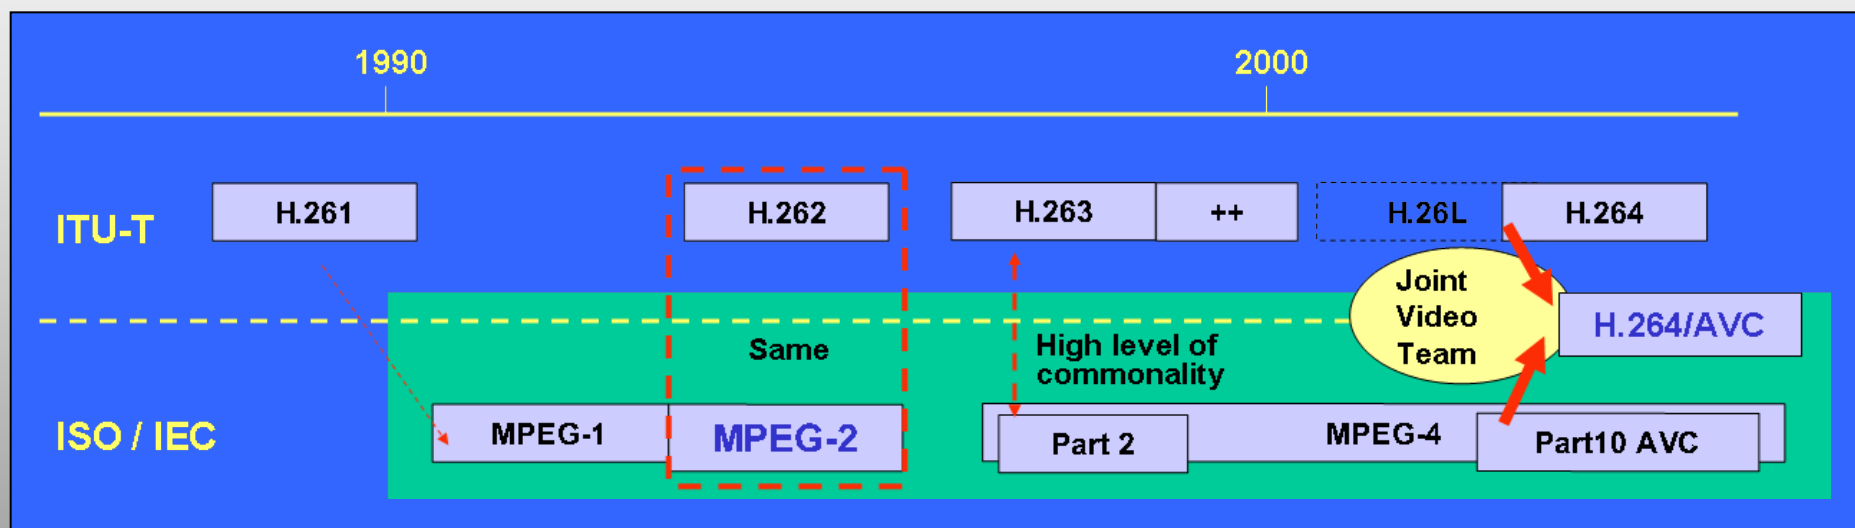 1990
2000
ITU-T
H.261
H.262
H.263
++
H.26L
H.264
Joint
Video
Team
H.264/AVC
Same
High level of
commonality
ISO / IEC
MPEG-1
MPEG-2
Part 2
MPEG-4
Part10 AVC